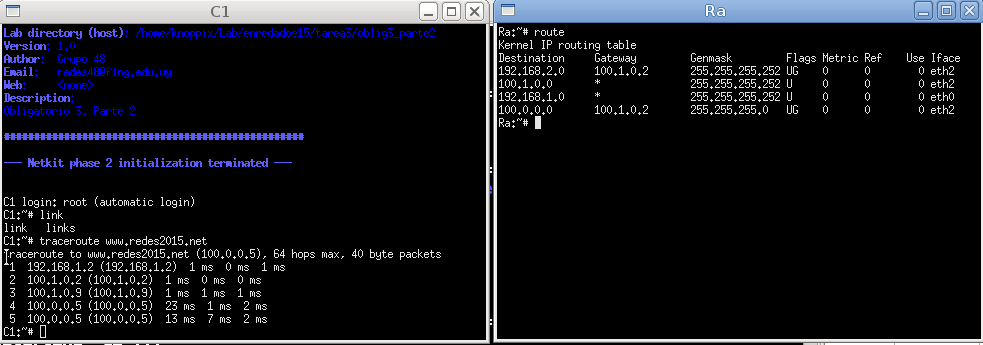 C1
Lab directory (host): /home/knoppix/Lab/enredadoe15/tarea3/oblig3_parte2
Version: 1.0
Author: Grupo 48
Email: redes48@fing.edu.uy
Web: <none>
Description:
Obligatorio 3, Parte 2
##################################################
--- Netkit phase 2 initialization terminated ---
C1 login: root (automatic login)
C1:~# link
link links
C1:~# traceroute www.redes2015.net
traceroute to www.redes2015.net (100.0.0.5), 64 hops max, 40 byte packets
1 192.168.1.2 (192.168.1.2) 1 ms 0 ms 1 ms
2 100.1.0.2 (100.1.0.2) 1 ms 0 ms 0 ms
3 100.1.0.9 (100.1.0.9) 1 ms 1 ms 1 ms
4 100.0.0.5 (100.0.0.5) 23 ms 1 ms 2 ms
5 100.0.0.5 (100.0.0.5) 13 ms 7 ms 2 ms
C1:~#
Ra
Ra:~# route
Kernel IP routing table
Destination Gateway Genmask Flags Metric Ref Use Iface
192.168.2.0 100.1.0.2 255.255.255.252 UG 0 0 0 eth2
100.1.0.0 * 255.255.255.252 U 0 0 0 eth2
192.168.1.0 * 255.255.255.252 U 0 0 0 eth0
100.0.0.0 100.1.0.2 255.255.255.0 UG 0 0 0 eth2
Ra:~#